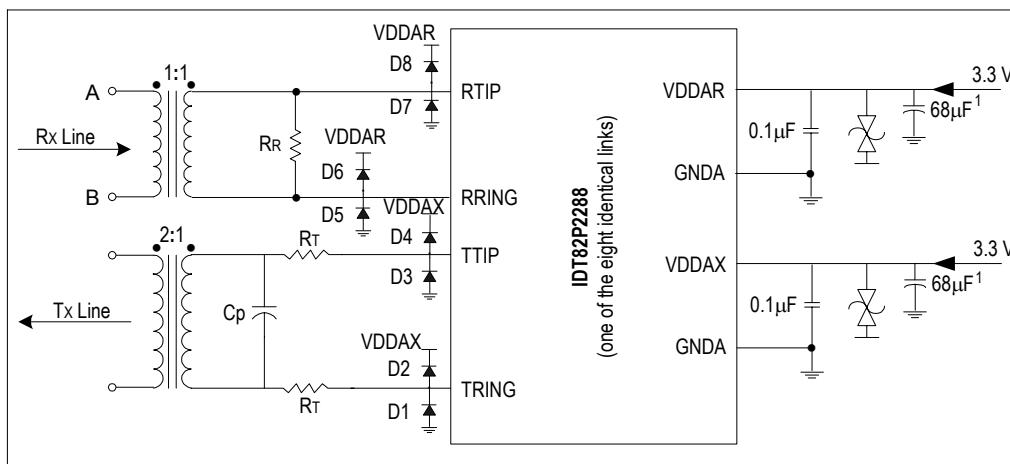 VDDAR
D8
1:1
A
RTIP
D7
VDDAR
Rx Line
RR
D6
B
RRING
D5
VDDAX
2:1
RT
D4
TTIP
D3
Tx Line
Cp
VDDAX
D2
TRING
RT
D1
IDT82P2288
(one of the eight identical links)
3.3 V
VDDAR
68µF1
0.1µF
GNDA
3.3 V
VDDAX
68µF1
0.1µF
GNDA